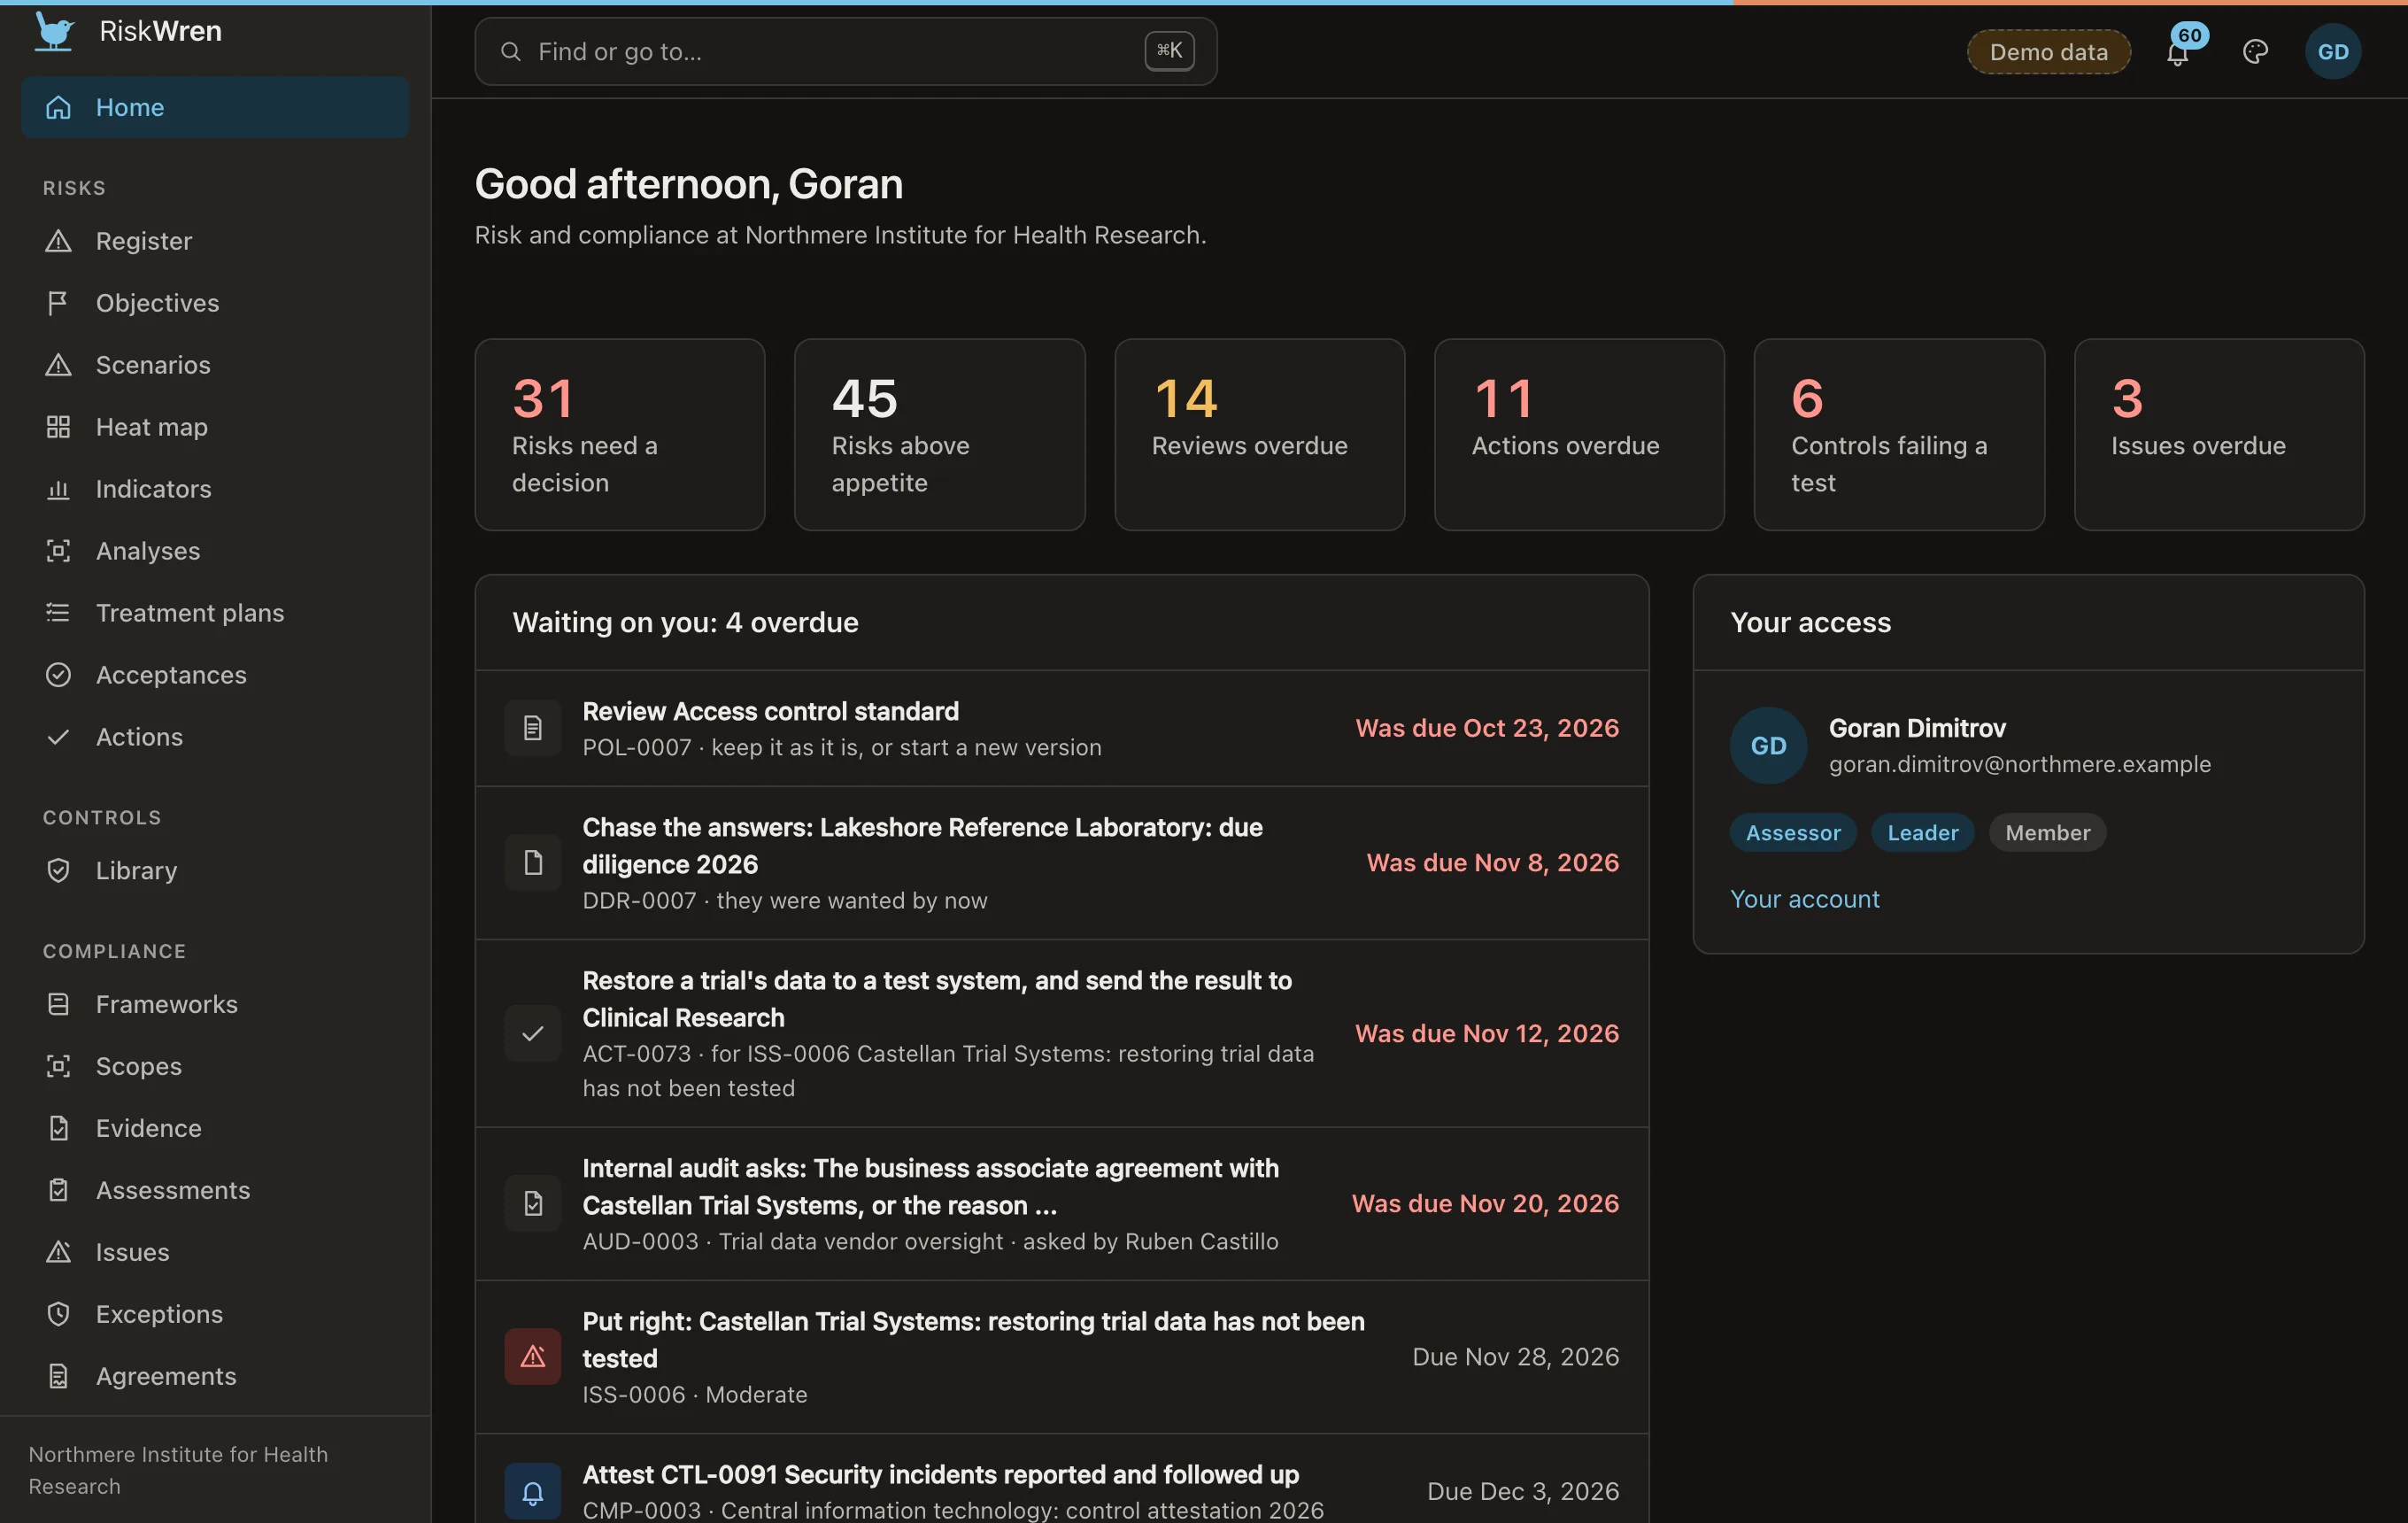 RiskWren
Find or go to...
⌘K
Demo data
60
GD
Home
RISKS
Register
Objectives
Scenarios
Heat map
Indicators
Analyses
Treatment plans
Acceptances
Actions
CONTROLS
Library
COMPLIANCE
Frameworks
Scopes
Evidence
Assessments
Issues
Exceptions
Agreements
Northmere Institute for Health
Research
Good afternoon, Goran
Risk and compliance at Northmere Institute for Health Research.
31
Risks need a
decision
45
Risks above
appetite
14
Reviews overdue
11
Actions overdue
6
Controls failing a
test
3
Issues overdue
Waiting on you: 4 overdue
Review Access control standard
POL-0007 · keep it as it is, or start a new version
Was due Oct 23, 2026
Chase the answers: Lakeshore Reference Laboratory: due
diligence 2026
DDR-0007 · they were wanted by now
Was due Nov 8, 2026
Restore a trial's data to a test system, and send the result to
Clinical Research
ACT-0073 · for ISS-0006 Castellan Trial Systems: restoring trial data
has not been tested
Was due Nov 12, 2026
Internal audit asks: The business associate agreement with
Castellan Trial Systems, or the reason ...
AUD-0003 · Trial data vendor oversight · asked by Ruben Castillo
Was due Nov 20, 2026
Put right: Castellan Trial Systems: restoring trial data has not been
tested
ISS-0006 · Moderate
Due Nov 28, 2026
Attest CTL-0091 Security incidents reported and followed up
CMP-0003 · Central information technology: control attestation 2026
Due Dec 3, 2026
Your access
GD
Goran Dimitrov
goran.dimitrov@northmere.example
Assessor
Leader
Member
Your account